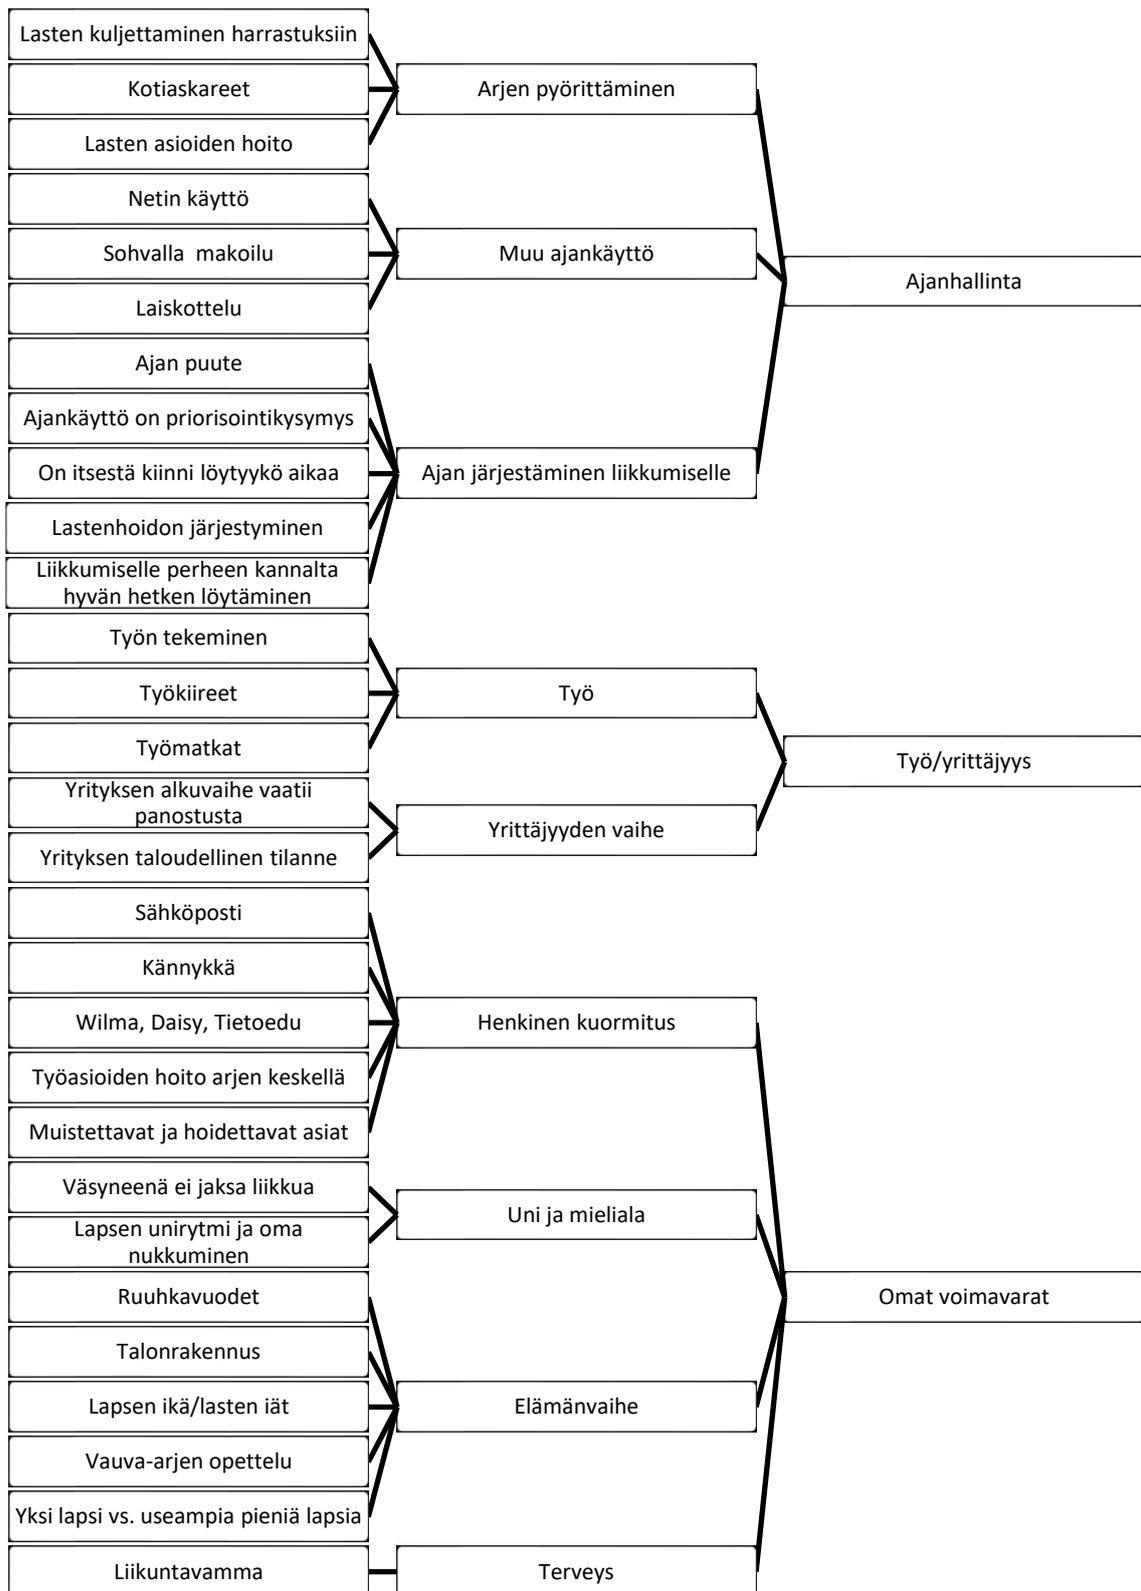 Lasten kuljettaminen harrastuksiin
Kotiaskareet
Lasten asioiden hoito
Arjen pyörittäminen
Netin käyttö
Sohvalla makoilu
Laiskottelu
Muu ajankäyttö
Ajan puute
Ajankäyttö on priorisointikysymys
On itsestä kiinni löytyykö aikaa
Lastenhoidon järjestyminen
Liikkumiselle perheen kannalta
hyvän hetken löytäminen
Ajan järjestäminen liikkumiselle
Ajanhallinta
Työn tekeminen
Työkiireet
Työmatkat
Työ
Yrityksen alkuvaihe vaatii
panostusta
Yrityksen taloudellinen tilanne
Yrittäjyyden vaihe
Työ/yrittäjyys
Sähköposti
Kännykkä
Wilma, Daisy, Tietoedu
Työasioiden hoito arjen keskellä
Muistettavat ja hoidettavat asiat
Henkinen kuormitus
Väsyneenä ei jaksa liikkua
Lapsen unirytmi ja oma
nukkuminen
Uni ja mieliala
Ruuhkavuodet
Talonrakennus
Lapsen ikä/lasten iät
Vauva-arjen opettelu
Yksi lapsi vs. useampia pieniä lapsia
Elämänvaihe
Liikuntavamma
Terveys
Omat voimavarat